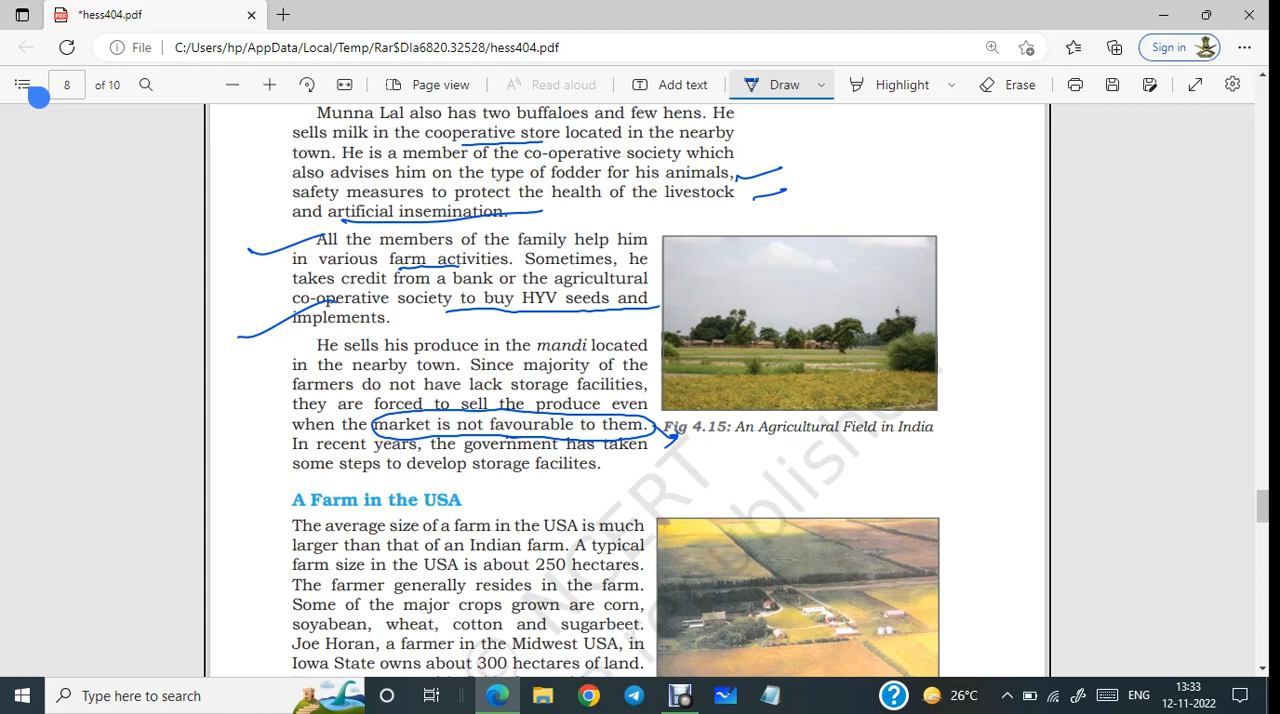 *hess404.pdf
File
C:/Users/hp/AppData/Local/Temp/Rar$DIa6820.32528/hess404.pdf
Sign in
8 of 10
Page view
Read aloud
Add text
Draw
Highlight
Erase
Munna Lal also has two buffaloes and few hens. He
sells milk in the cooperative store located in the nearby
town. He is a member of the co-operative society which
also advises him on the type of fodder for his animals,
safety measures to protect the health of the livestock
and artificial insemination.
All the members of the family help him
in various farm activities. Sometimes, he
takes credit from a bank or the agricultural
co-operative society to buy HYV seeds and
implements.
He sells his produce in the mandi located
in the nearby town. Since majority of the
farmers do not have lack storage facilities,
they are forced to sell the produce even
when the market is not favourable to them.
In recent years, the government has taken
some steps to develop storage facilites.
Fig 4.15: An Agricultural Field in India
A Farm in the USA
The average size of a farm in the USA is much
larger than that of an Indian farm. A typical
farm size in the USA is about 250 hectares.
The farmer generally resides in the farm.
Some of the major crops grown are corn,
soyabean, wheat, cotton and sugarbeet.
Joe Horan, a farmer in the Midwest USA, in
Iowa State owns about 300 hectares of land.
© NCERT
Type here to search
26°C
ENG
13:33
12-11-2022